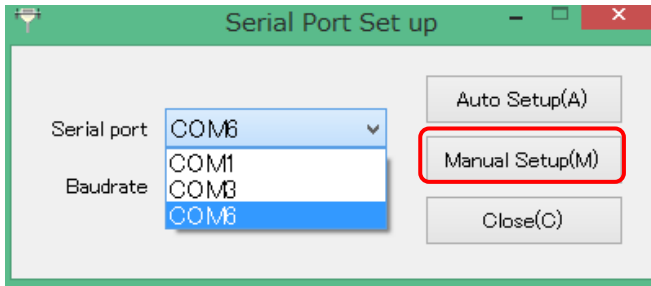 Serial Port Set up
Auto Setup(A)
Serial port COM6
Manual Setup(M)
COM1
Baudrate COM3
COM6
Close(C)